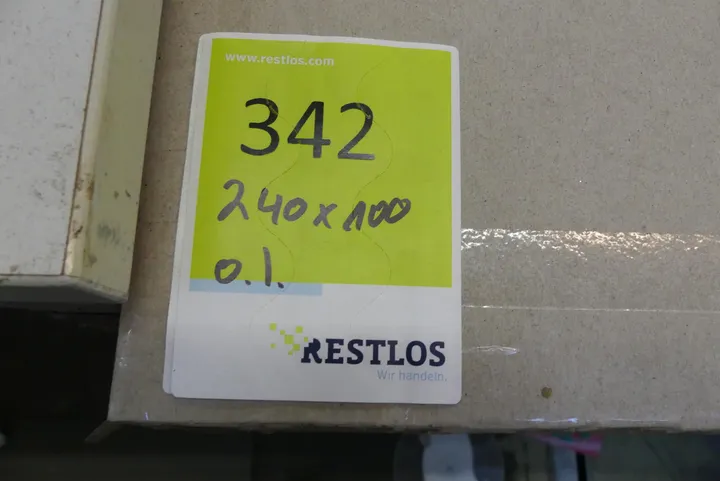 www.restlos.com
342
240x100
o.l.
RESTLOS
Wir handeln.